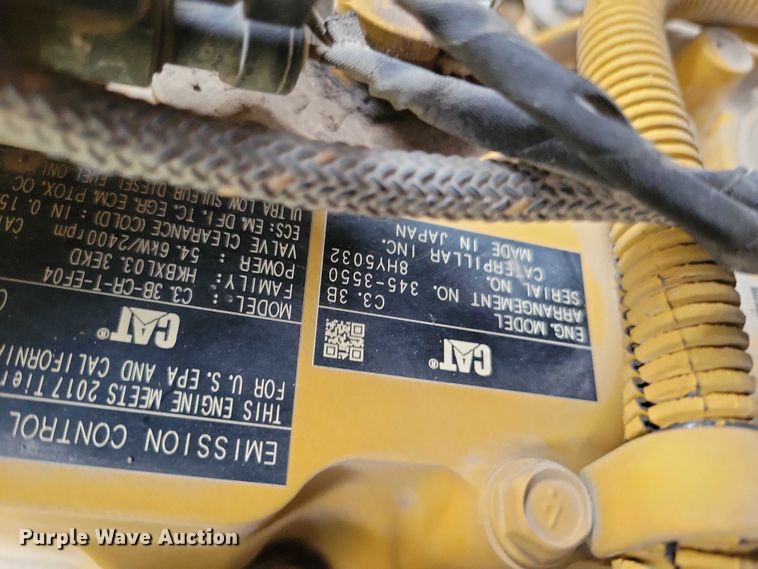 EMISSION CONTROL
THIS ENGINE MEETS 2017 Tier
FOR U.S. EPA AND CALIFORNIA
CAT®
MODEL: C3.3B-CR-T-EF04
FAMILY: HKBXL03.3EKD
POWER: 54.6kW/2400rpm
VALVE CLEARANCE (COLD): IN 0.
ECS: EM, DFI, TC, EGR, ECM, PTOX, OC
ULTRA LOW SULFUR DIESEL FUEL ONL
CAT®
ENG. MODEL C3.3B
ARRANGEMENT NO. 345-3550
SERIAL NO. 8HY5032
CATERPILLAR INC.
MADE IN JAPAN
Purple Wave Auction